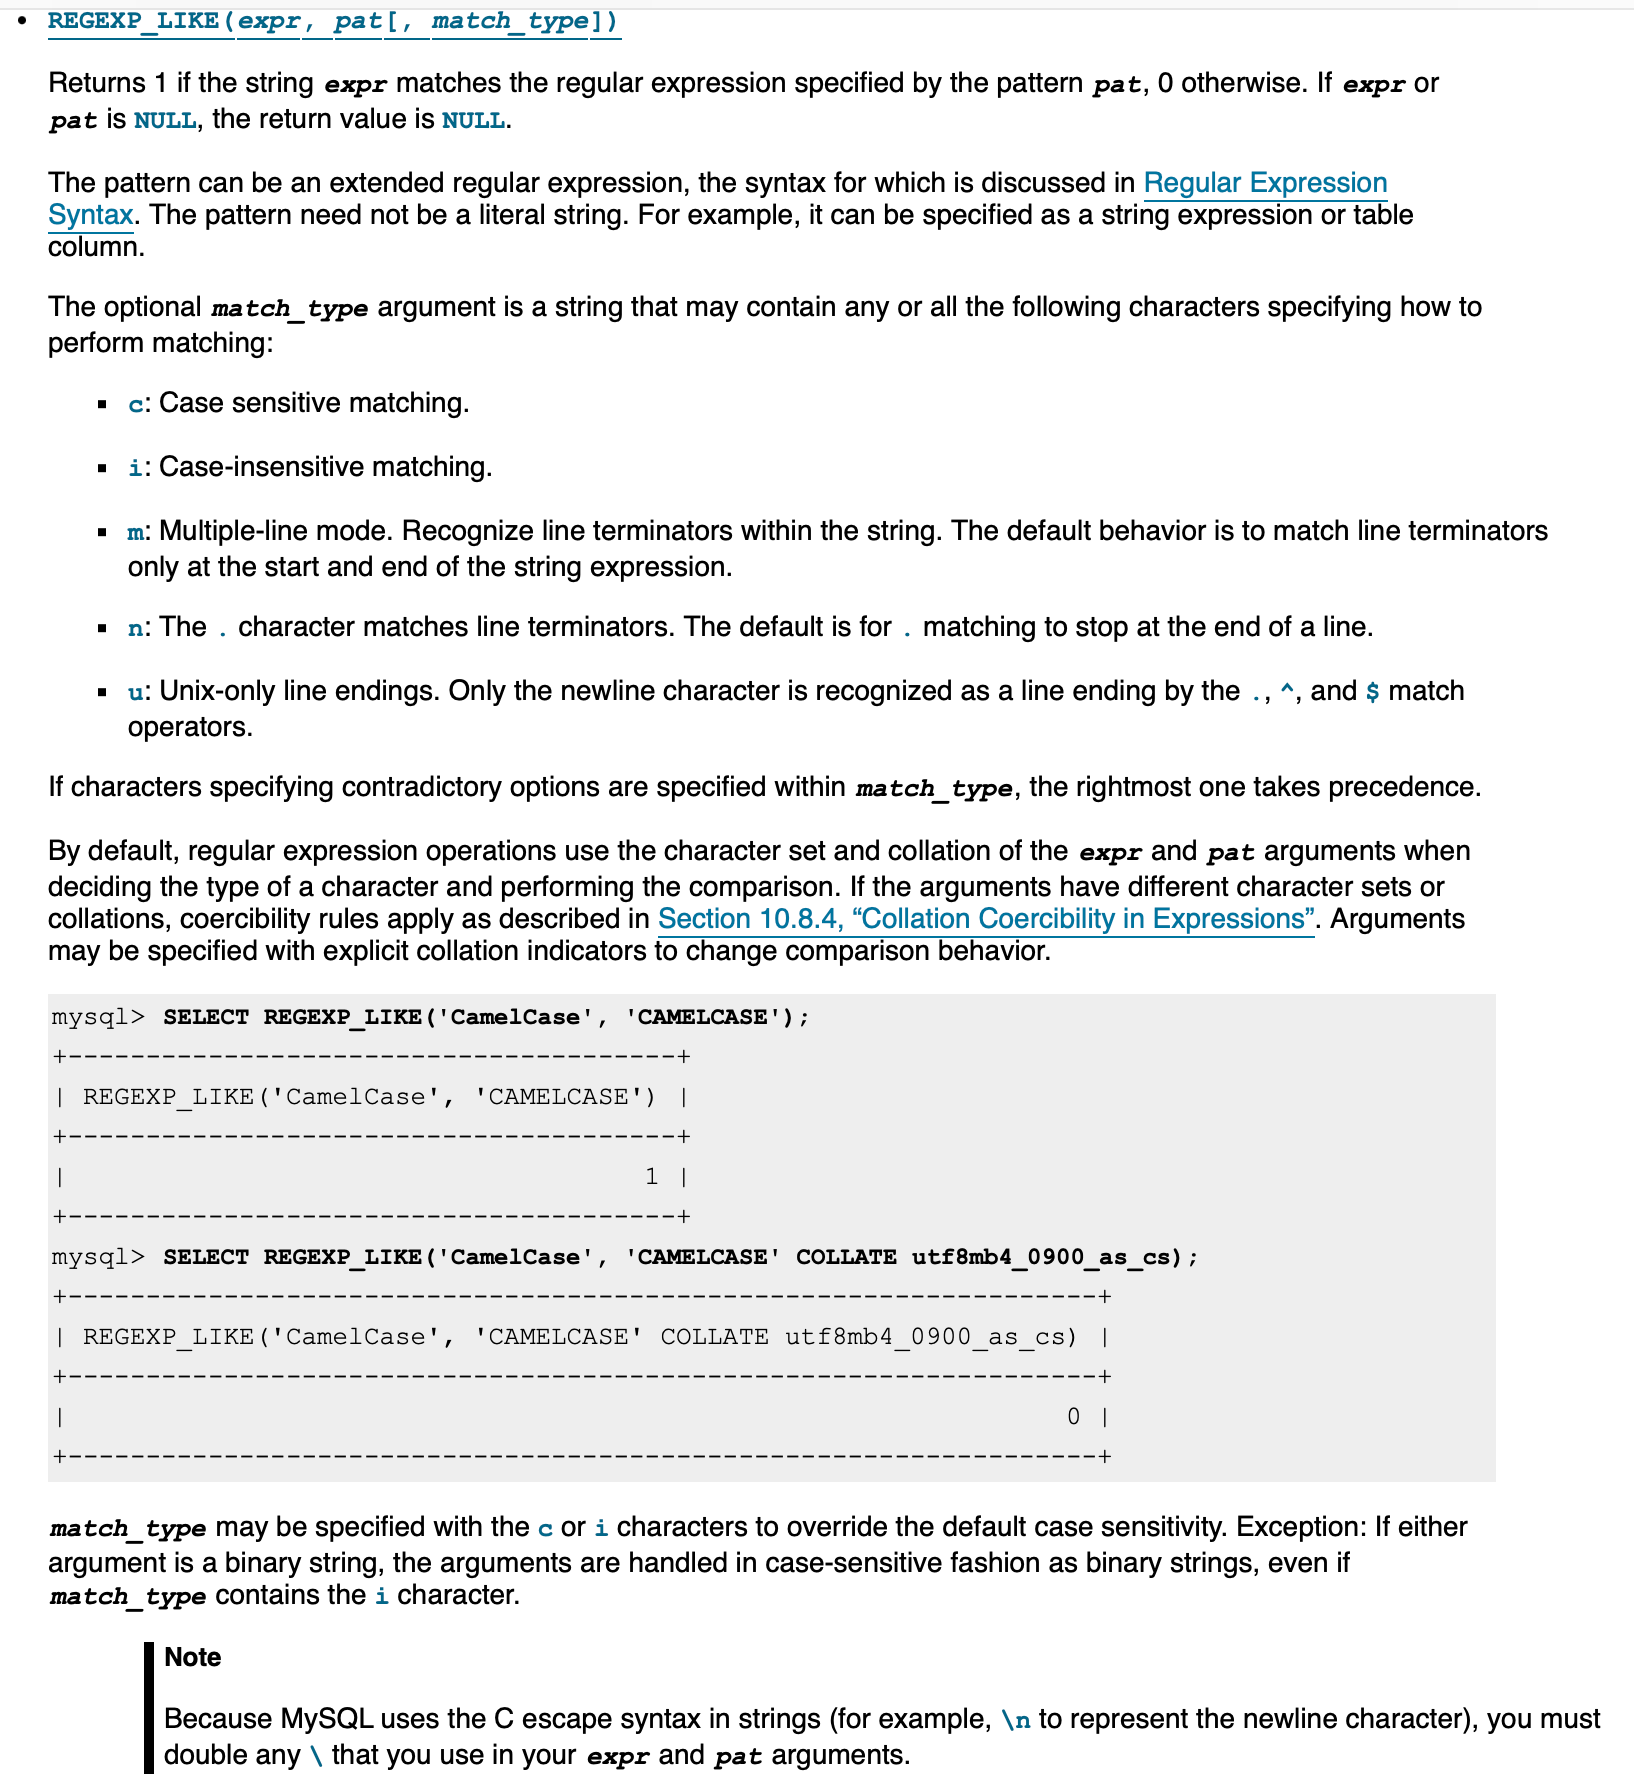 • REGEXP_LIKE(expr, pat[, match_type])
Returns 1 if the string expr matches the regular expression specified by the pattern pat, 0 otherwise. If expr or
pat is NULL, the return value is NULL.
The pattern can be an extended regular expression, the syntax for which is discussed in Regular Expression
Syntax. The pattern need not be a literal string. For example, it can be specified as a string expression or table
column.
The optional match_type argument is a string that may contain any or all the following characters specifying how to
perform matching:
▪ c: Case sensitive matching.
▪ i: Case-insensitive matching.
▪ m: Multiple-line mode. Recognize line terminators within the string. The default behavior is to match line terminators
only at the start and end of the string expression.
▪ n: The . character matches line terminators. The default is for . matching to stop at the end of a line.
▪ u: Unix-only line endings. Only the newline character is recognized as a line ending by the ., ^, and $ match
operators.
If characters specifying contradictory options are specified within match_type, the rightmost one takes precedence.
By default, regular expression operations use the character set and collation of the expr and pat arguments when
deciding the type of a character and performing the comparison. If the arguments have different character sets or
collations, coercibility rules apply as described in Section 10.8.4, “Collation Coercibility in Expressions”. Arguments
may be specified with explicit collation indicators to change comparison behavior.
mysql> SELECT REGEXP_LIKE('CamelCase', 'CAMELCASE');
+---------------------------------------+
| REGEXP_LIKE('CamelCase', 'CAMELCASE') |
+---------------------------------------+
|                                     1 |
+---------------------------------------+
mysql> SELECT REGEXP_LIKE('CamelCase', 'CAMELCASE' COLLATE utf8mb4_0900_as_cs);
+------------------------------------------------------------------+
| REGEXP_LIKE('CamelCase', 'CAMELCASE' COLLATE utf8mb4_0900_as_cs) |
+------------------------------------------------------------------+
|                                                                0 |
+------------------------------------------------------------------+
match_type may be specified with the c or i characters to override the default case sensitivity. Exception: If either
argument is a binary string, the arguments are handled in case-sensitive fashion as binary strings, even if
match_type contains the i character.
Note
Because MySQL uses the C escape syntax in strings (for example, \n to represent the newline character), you must
double any \ that you use in your expr and pat arguments.